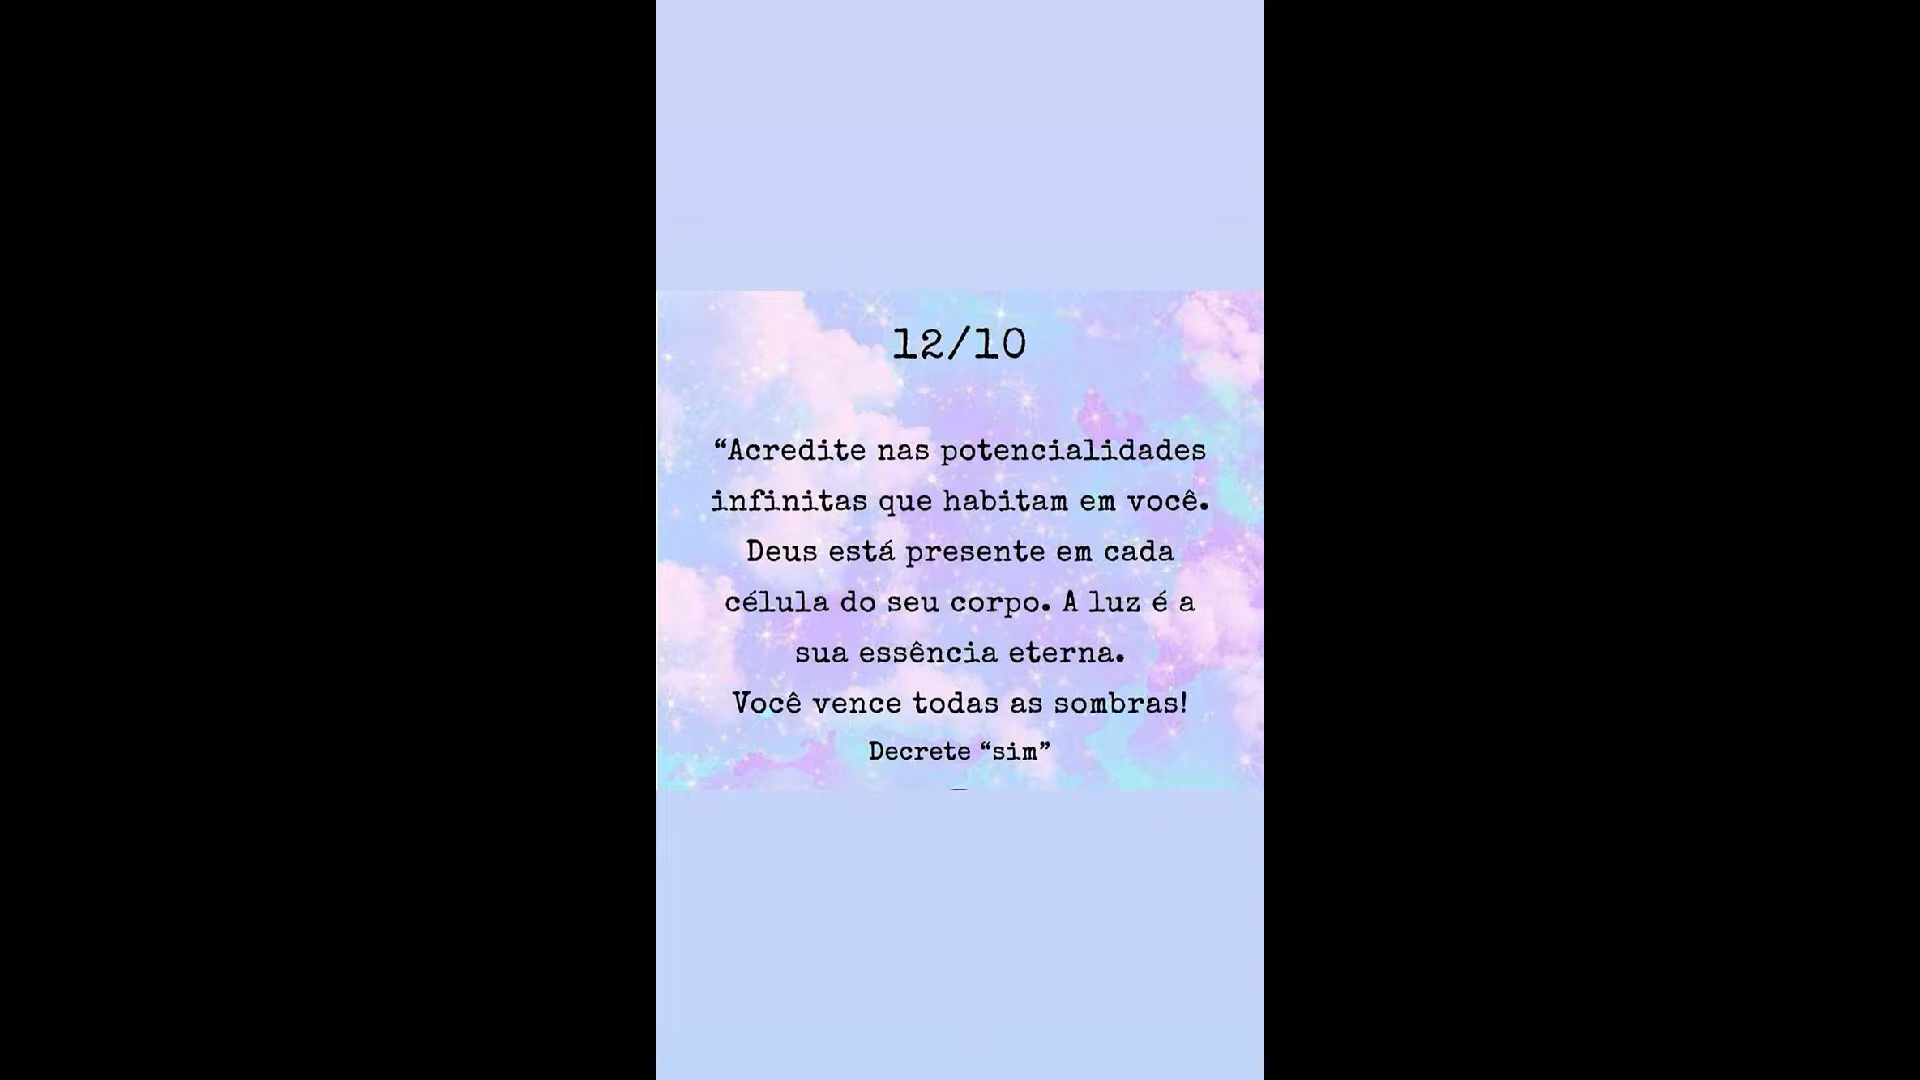 12/10
“Acredite nas potencialidades
infinitas que habitam em você.
Deus está presente em cada
célula do seu corpo. A luz é a
sua essência eterna.
Você vence todas as sombras!
Decrete “sim”